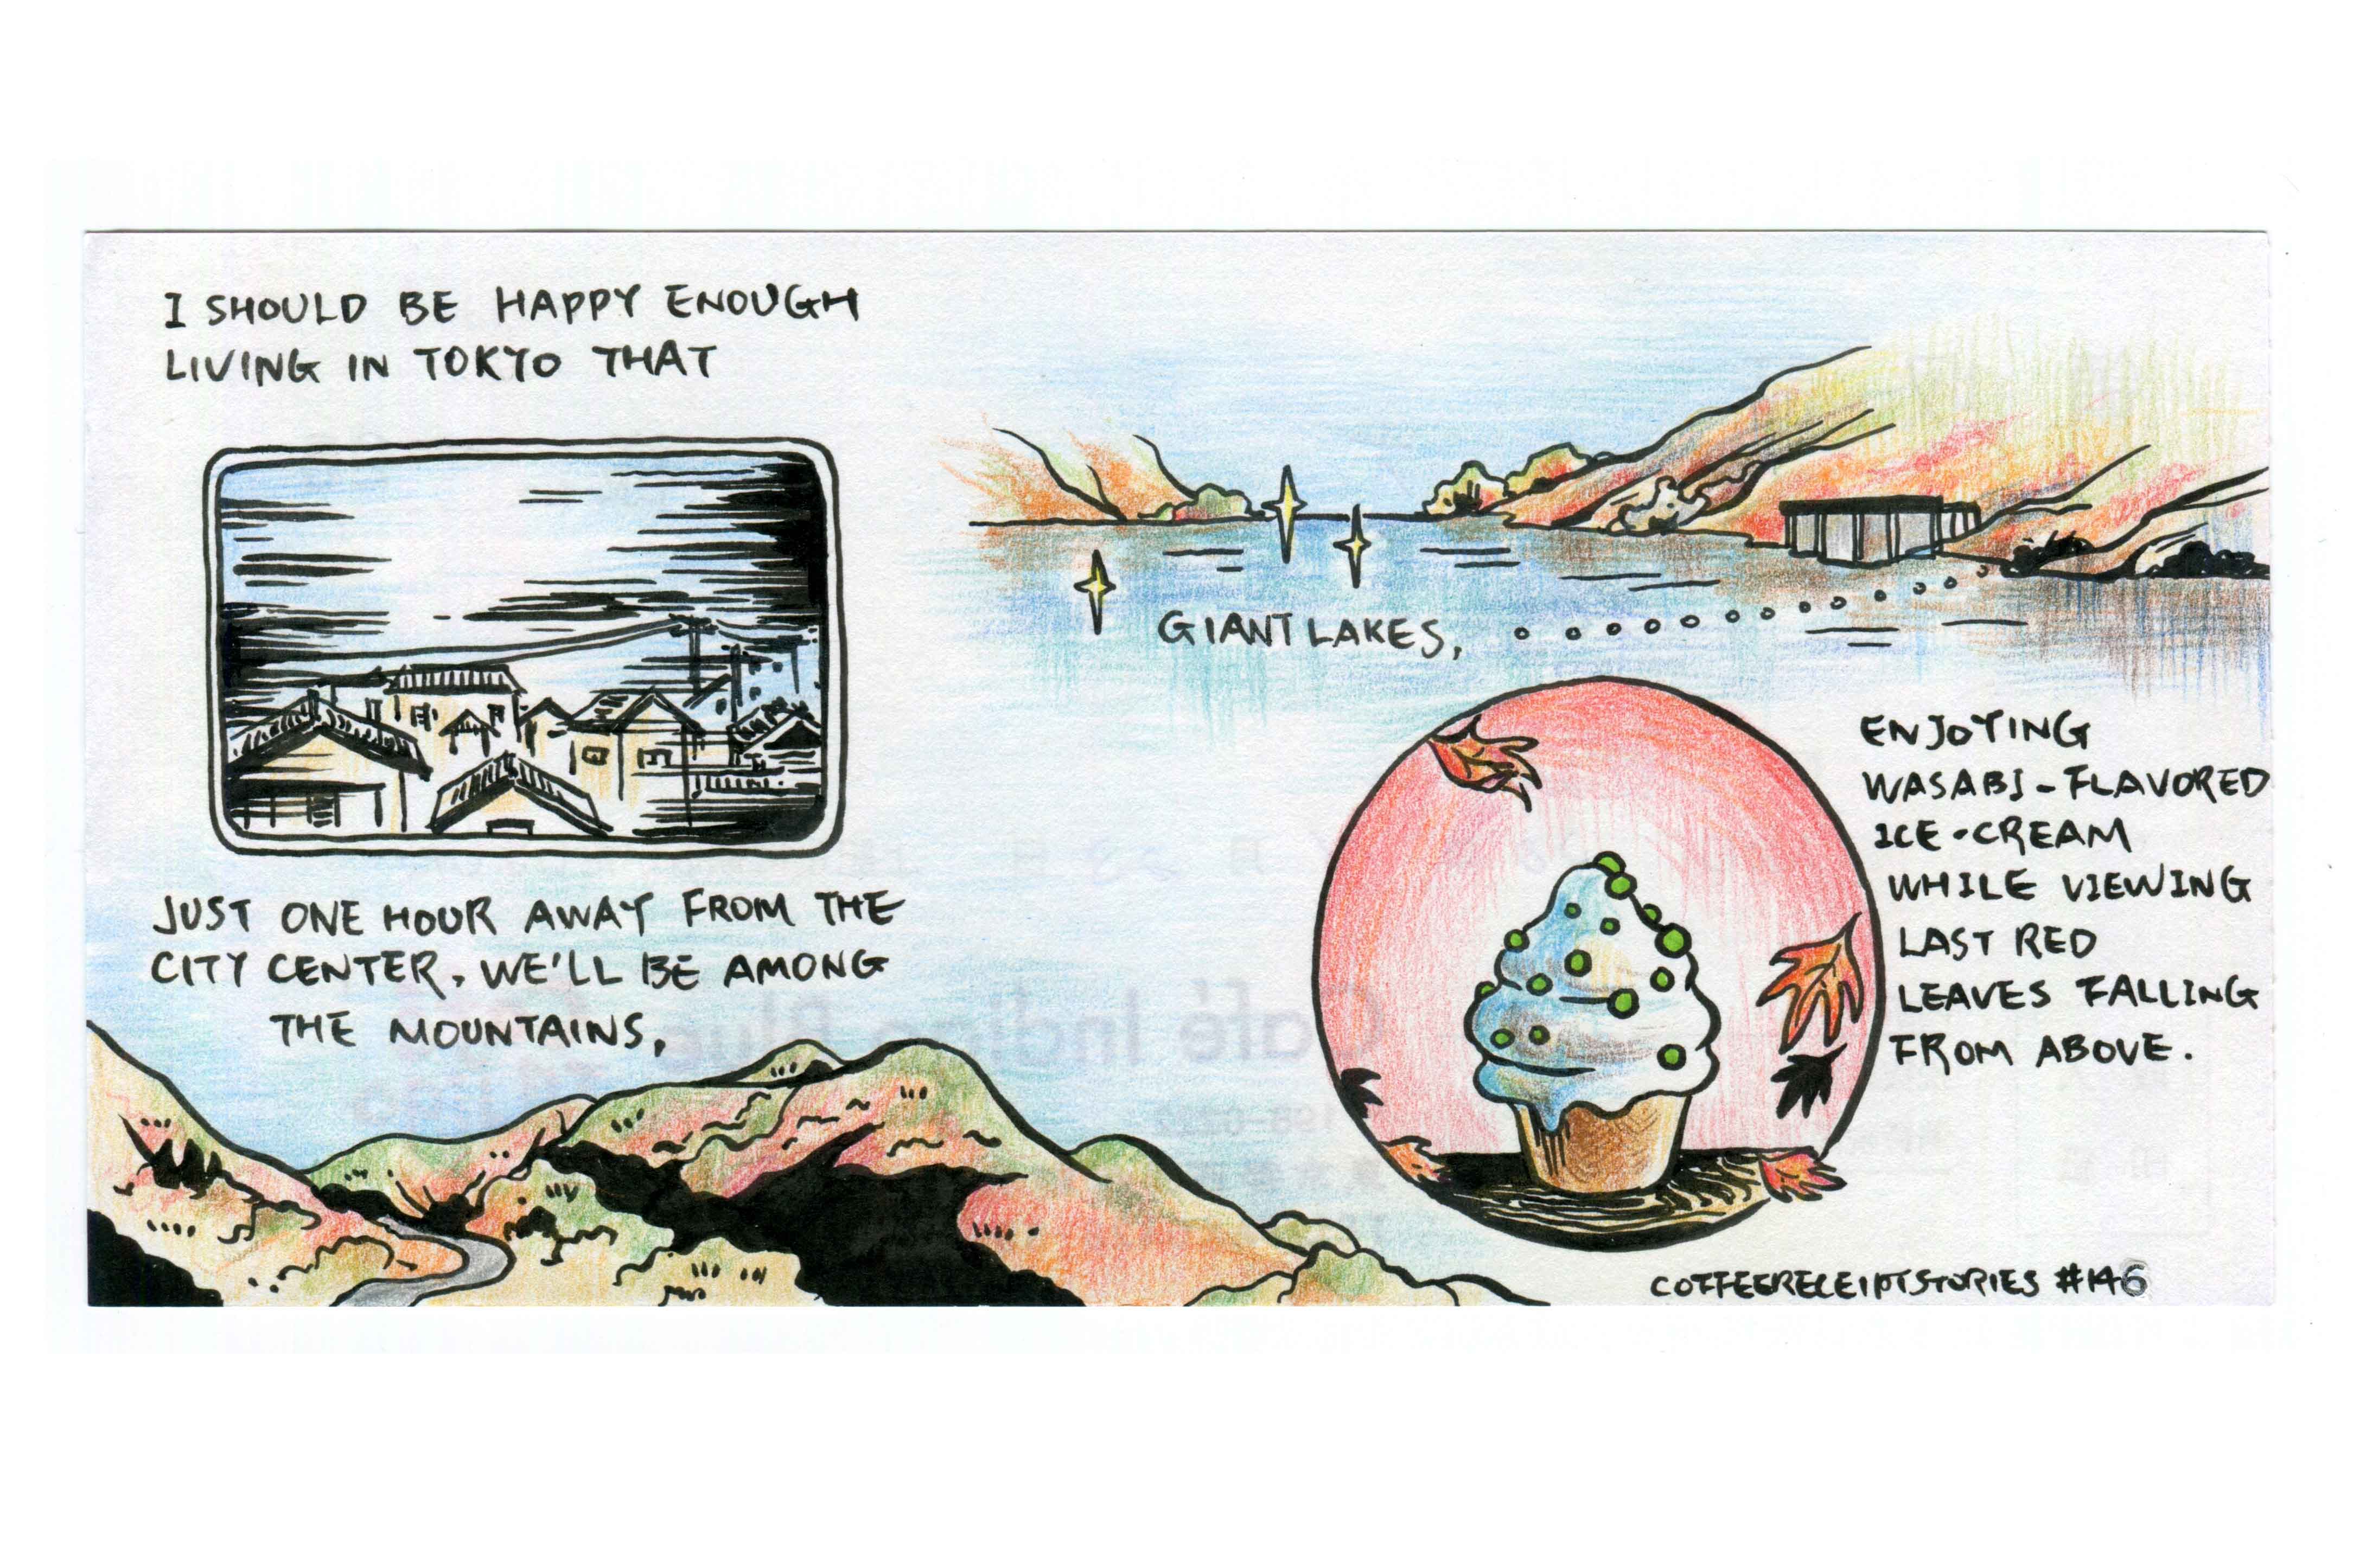 I SHOULD BE HAPPY ENOUGH
LIVING IN TOKYO THAT
JUST ONE HOUR AWAY FROM THE
CITY CENTER, WE'LL BE AMONG
THE MOUNTAINS,
GIANT LAKES,
ENJOYING
WASABI-FLAVORED
ICE-CREAM
WHILE VIEWING
LAST RED
LEAVES FALLING
FROM ABOVE.
COFFEERECEIPTSTORIES #146